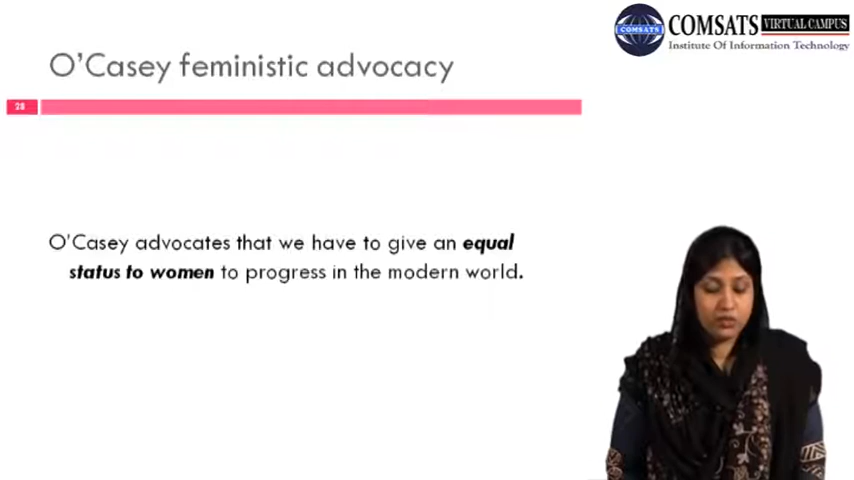 COMSATS VIRTUAL CAMPUS
Institute Of Information Technology
COMSATS
O'Casey feministic advocacy
28
O'Casey advocates that we have to give an equal
status to women to progress in the modern world.